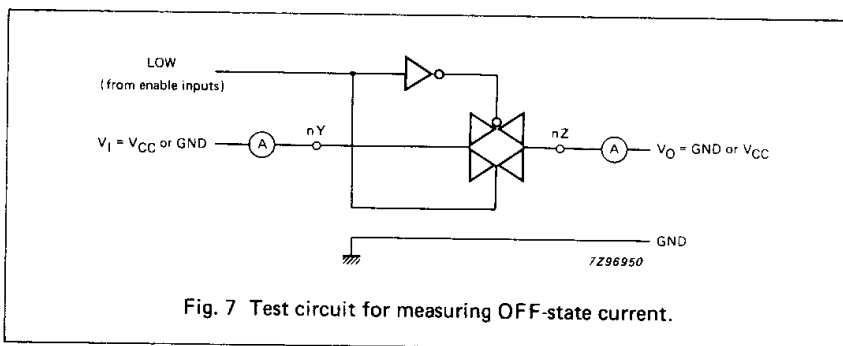 LOW
(from enable inputs)
V_I = V_CC or GND
A
nY
nZ
A
V_O = GND or V_CC
GND
7Z96950
Fig. 7 Test circuit for measuring OFF-state current.